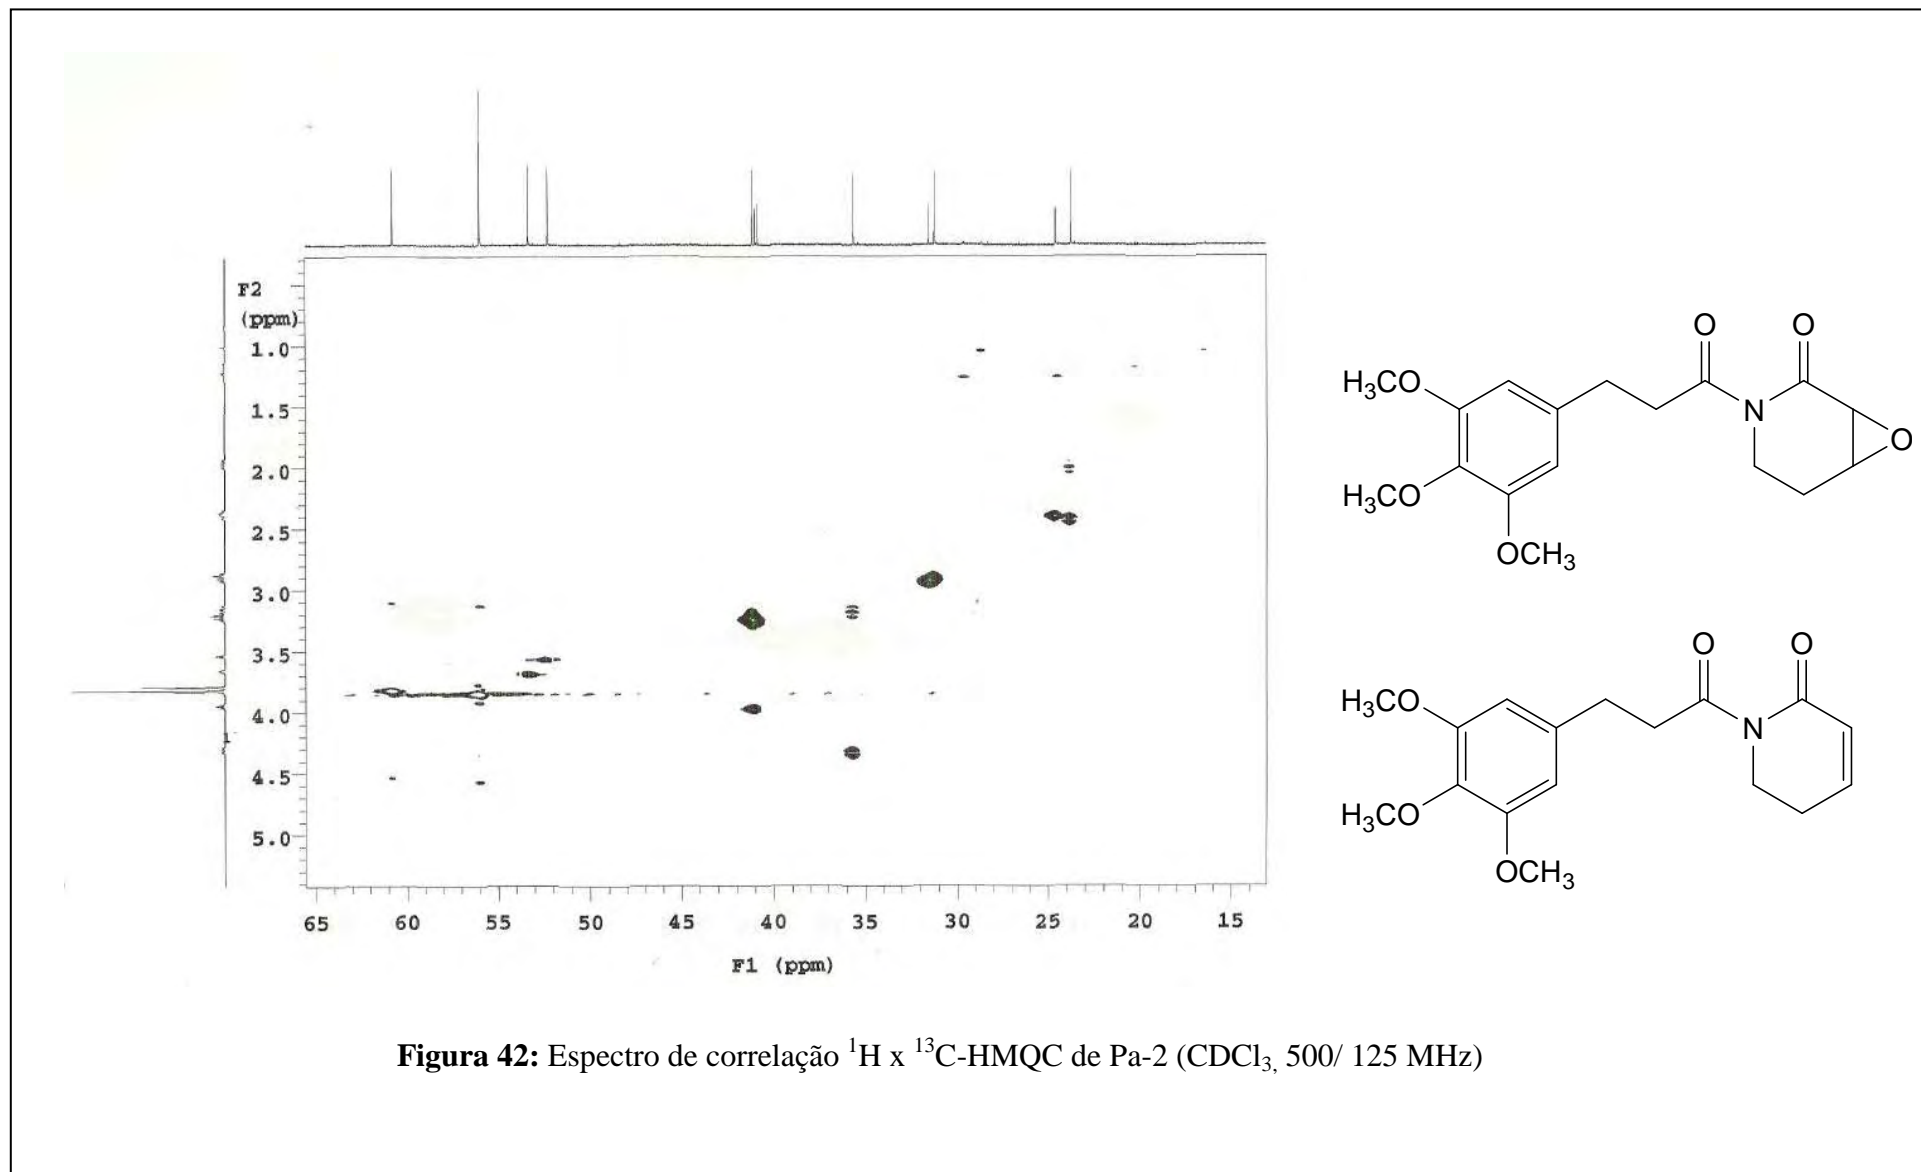 F2
(ppm)
1.0
1.5
2.0
2.5
3.0
3.5
4.0
4.5
5.0
65 60 55 50 45 40 35 30 25 20 15
F1 (ppm)
O O
H₃CO
N
O
H₃CO
OCH₃
O O
H₃CO
N
H₃CO
OCH₃
Figura 42: Espectro de correlação ¹H x ¹³C-HMQC de Pa-2 (CDCl₃, 500/ 125 MHz)